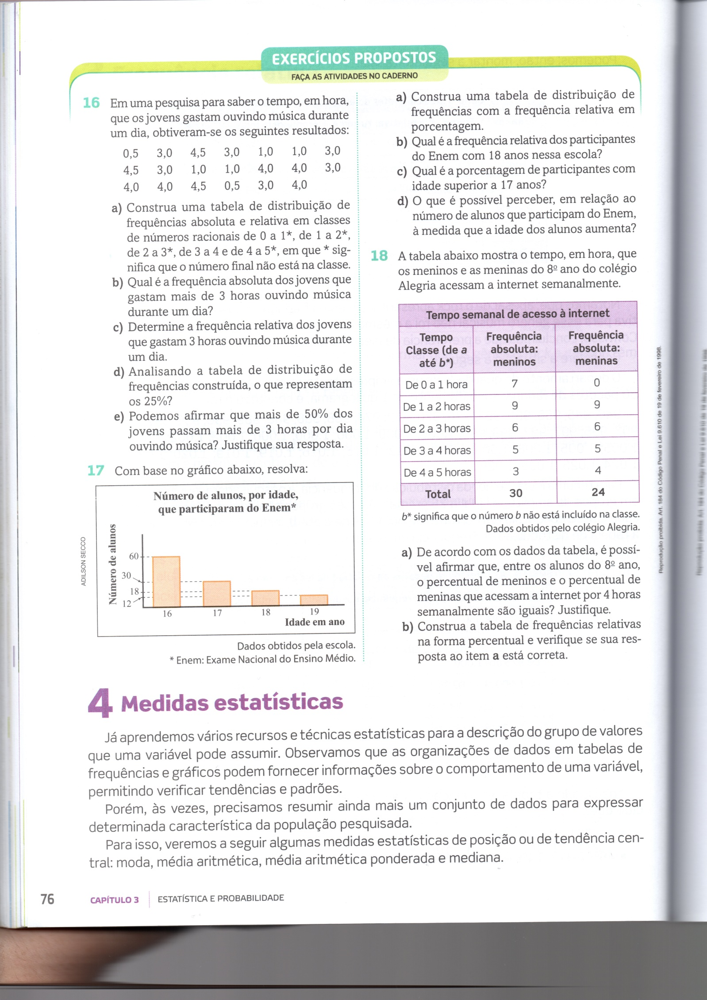 EXERCÍCIOS PROPOSTOS
FAÇA AS ATIVIDADES NO CADERNO
16 Em uma pesquisa para saber o tempo, em hora,
que os jovens gastam ouvindo música durante
um dia, obtiveram-se os seguintes resultados:
0,5 3,0 4,5 3,0 1,0 1,0 3,0
4,5 3,0 1,0 1,0 4,0 4,0 3,0
4,0 4,0 4,5 0,5 3,0 4,0
a) Construa uma tabela de distribuição de
frequências absoluta e relativa em classes
de números racionais de 0 a 1*, de 1 a 2*,
de 2 a 3*, de 3 a 4 e de 4 a 5*, em que * sig-
nifica que o número final não está na classe.
b) Qual é a frequência absoluta dos jovens que
gastam mais de 3 horas ouvindo música
durante um dia?
c) Determine a frequência relativa dos jovens
que gastam 3 horas ouvindo música durante
um dia.
d) Analisando a tabela de distribuição de
frequências construída, o que representam
os 25%?
e) Podemos afirmar que mais de 50% dos
jovens passam mais de 3 horas por dia
ouvindo música? Justifique sua resposta.
17 Com base no gráfico abaixo, resolva:
Número de alunos, por idade,
que participaram do Enem*
Número de alunos
60
30
18
12
16 17 18 19
Idade em ano
ADILSON SECCO
Dados obtidos pela escola.
* Enem: Exame Nacional do Ensino Médio.
a) Construa uma tabela de distribuição de
frequências com a frequência relativa em
porcentagem.
b) Qual é a frequência relativa dos participantes
do Enem com 18 anos nessa escola?
c) Qual é a porcentagem de participantes com
idade superior a 17 anos?
d) O que é possível perceber, em relação ao
número de alunos que participam do Enem,
à medida que a idade dos alunos aumenta?
18 A tabela abaixo mostra o tempo, em hora, que
os meninos e as meninas do 8º ano do colégio
Alegria acessam a internet semanalmente.
Tempo semanal de acesso à internet
Tempo
Classe (de a
até b*)
Frequência
absoluta:
meninos
Frequência
absoluta:
meninas
De 0 a 1 hora 7 0
De 1 a 2 horas 9 9
De 2 a 3 horas 6 6
De 3 a 4 horas 5 5
De 4 a 5 horas 3 4
Total 30 24
b* significa que o número b não está incluído na classe.
Dados obtidos pelo colégio Alegria.
a) De acordo com os dados da tabela, é possí-
vel afirmar que, entre os alunos do 8º ano,
o percentual de meninos e o percentual de
meninas que acessam a internet por 4 horas
semanalmente são iguais? Justifique.
b) Construa a tabela de frequências relativas
na forma percentual e verifique se sua res-
posta ao item a está correta.
Reprodução proibida. Art. 184 do Código Penal e Lei 9.610 de 19 de fevereiro de 1998.
4 Medidas estatísticas
Já aprendemos vários recursos e técnicas estatísticas para a descrição do grupo de valores
que uma variável pode assumir. Observamos que as organizações de dados em tabelas de
frequências e gráficos podem fornecer informações sobre o comportamento de uma variável,
permitindo verificar tendências e padrões.
Porém, às vezes, precisamos resumir ainda mais um conjunto de dados para expressar
determinada característica da população pesquisada.
Para isso, veremos a seguir algumas medidas estatísticas de posição ou de tendência cen-
tral: moda, média aritmética, média aritmética ponderada e mediana.
76 CAPÍTULO 3 ESTATÍSTICA E PROBABILIDADE